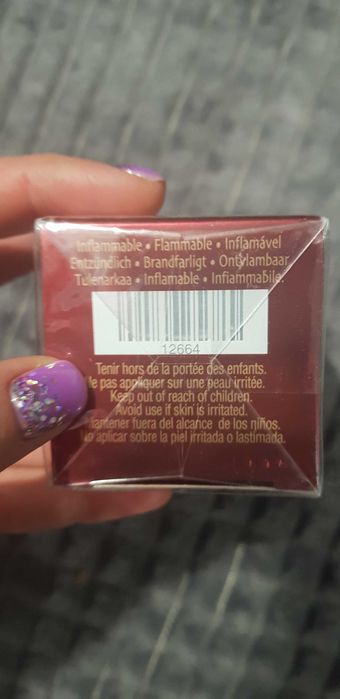 Inflammable • Flammable • Inflamável
Entzündlich • Brandfarligt • Ontvlambaar
Tulenarkaa • Inflamable • Infiammabile.
12664
Tenir hors de la portée des enfants.
Ne pas appliquer sur une peau irritée.
Keep out of reach of children.
Avoid use if skin is irritated.
Mantener fuera del alcance de los niños.
No aplicar sobre la piel irritada o lastimada.